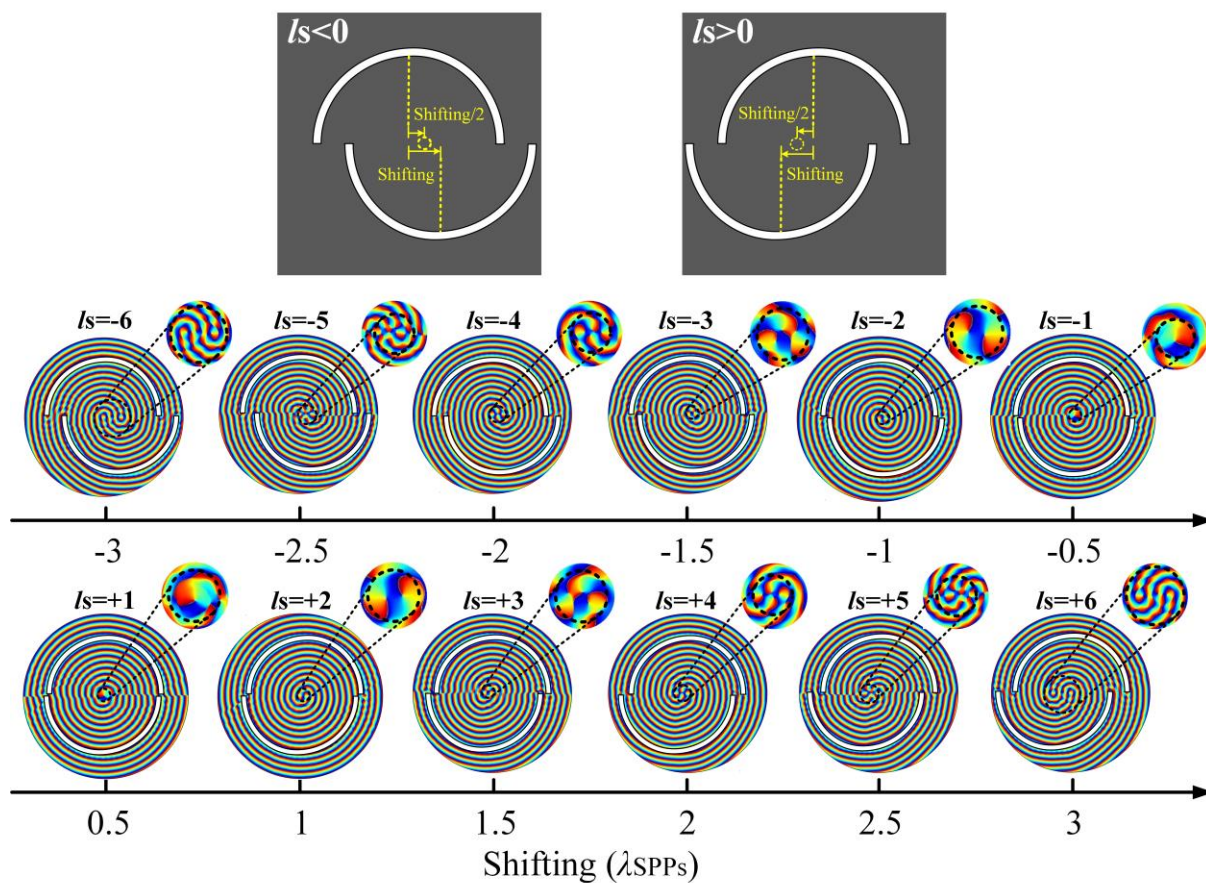 ls<0
ls>0
Shifting/2
Shifting
Shifting/2
Shifting
ls=-6
ls=-5
ls=-4
ls=-3
ls=-2
ls=-1
-3
-2.5
-2
-1.5
-1
-0.5
ls=+1
ls=+2
ls=+3
ls=+4
ls=+5
ls=+6
0.5
1
1.5
2
2.5
3
Shifting (λSPPs)